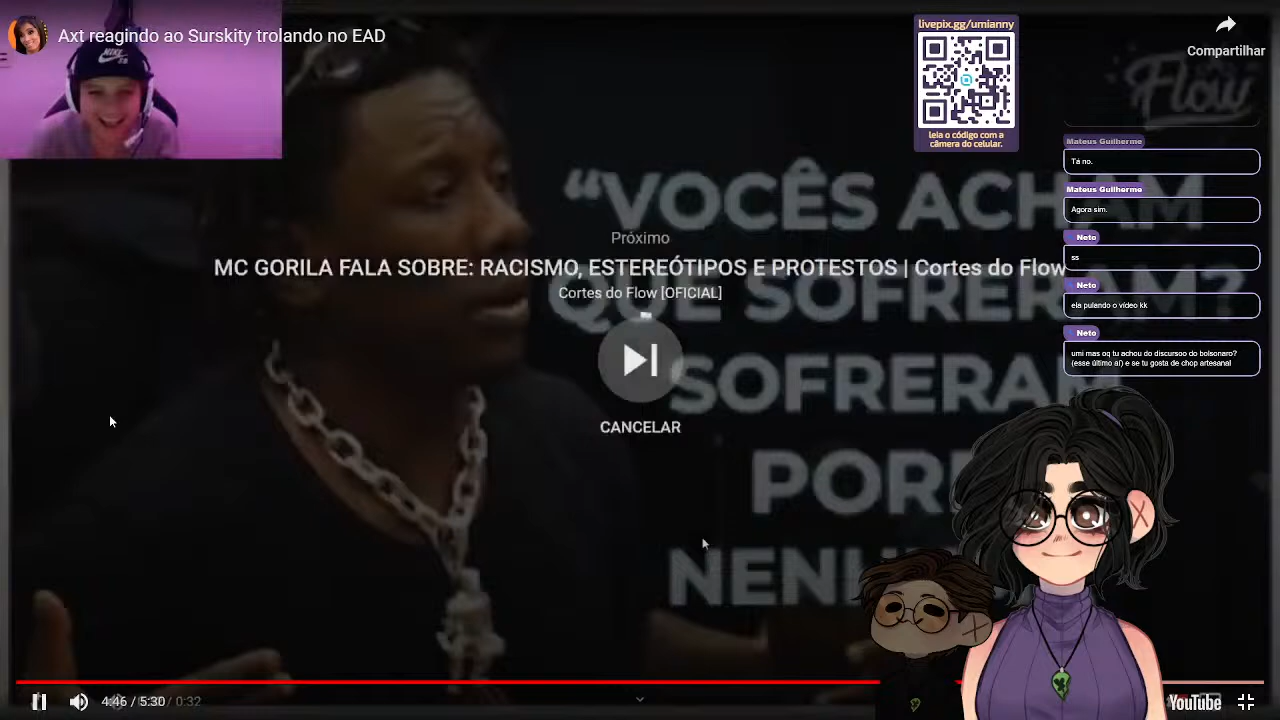 Axt reagindo ao Surskity trolando no EAD
livepix.gg/umianny
leia o código com a
câmera do celular.
Compartilhar
Flow
Mateus Guilherme
Tá no.
Mateus Guilherme
Agora sim.
Neto
ss
Neto
ela pulando o vídeo kk
Neto
umi mas oq tu achou do discursoo do bolsonaro?
(esse último aí) e se tu gosta de chop artesanal
“VOCÊS ACHAM
QUE SOFRERAM?
SOFRERAM
Próximo
MC GORILA FALA SOBRE: RACISMO, ESTEREÓTIPOS E PROTESTOS | Cortes do Flow
Cortes do Flow [OFICIAL]
CANCELAR
NIKE
4:46 / 5:30 / 0:32
YouTube